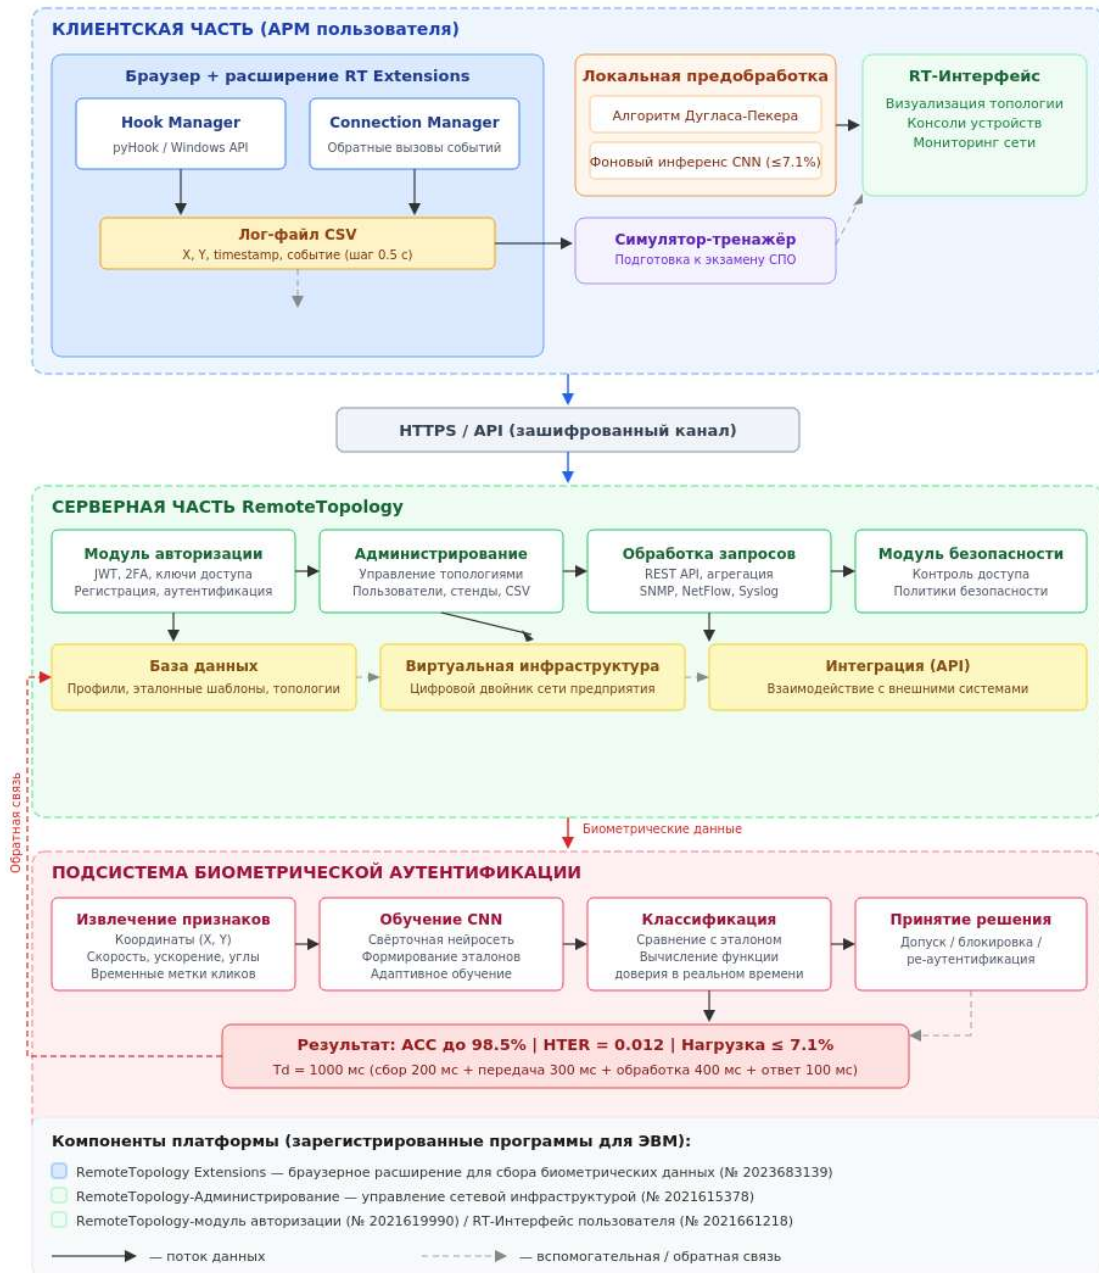 КЛИЕНТСКАЯ ЧАСТЬ (АРМ пользователя)
Браузер + расширение RT Extensions
Hook Manager
pyHook / Windows API
Connection Manager
Обратные вызовы событий
Лог-файл CSV
X, Y, timestamp, событие (шаг 0.5 с)
Локальная предобработка
Алгоритм Дугласа-Пекера
Фоновый инференс CNN (≤7.1%)
RT-Интерфейс
Визуализация топологии
Консоли устройств
Мониторинг сети
Симулятор-тренажёр
Подготовка к экзамену СПО
HTTPS / API (зашифрованный канал)
СЕРВЕРНАЯ ЧАСТЬ RemoteTopology
Модуль авторизации
JWT, 2FA, ключи доступа
Регистрация, аутентификация
Администрирование
Управление топологиями
Пользователи, стенды, CSV
Обработка запросов
REST API, агрегация
SNMP, NetFlow, Syslog
Модуль безопасности
Контроль доступа
Политики безопасности
База данных
Профили, эталонные шаблоны, топологии
Виртуальная инфраструктура
Цифровой двойник сети предприятия
Интеграция (API)
Взаимодействие с внешними системами
Обратная связь
Биометрические данные
ПОДСИСТЕМА БИОМЕТРИЧЕСКОЙ АУТЕНТИФИКАЦИИ
Извлечение признаков
Координаты (X, Y)
Скорость, ускорение, углы
Временные метки кликов
Обучение CNN
Свёрточная нейросеть
Формирование эталонов
Адаптивное обучение
Классификация
Сравнение с эталоном
Вычисление функции
доверия в реальном времени
Принятие решения
Допуск / блокировка /
ре-аутентификация
Результат: ACC до 98.5% | HTER = 0.012 | Нагрузка ≤ 7.1%
Td = 1000 мс (сбор 200 мс + передача 300 мс + обработка 400 мс + ответ 100 мс)
Компоненты платформы (зарегистрированные программы для ЭВМ):
RemoteTopology Extensions — браузерное расширение для сбора биометрических данных (№ 2023683139)
RemoteTopology-Администрирование — управление сетевой инфраструктурой (№ 2021615378)
RemoteTopology-модуль авторизации (№ 2021619990) / RT-Интерфейс пользователя (№ 2021661218)
— поток данных
— вспомогательная / обратная связь